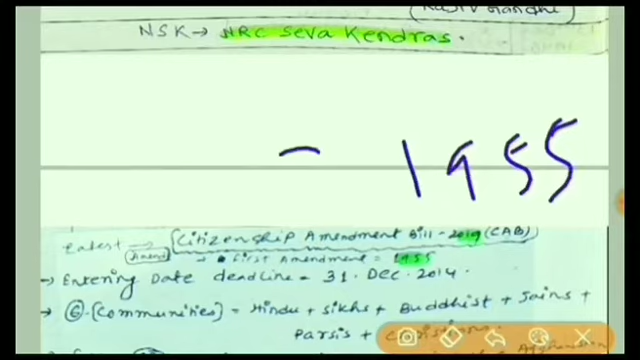 NSK → NRC Seva Kendras.
- 1955
Latest → [Citizenship Amendment Bill - 2019 (CAB)
(Amend) → • First Amendment = 1955
→ Entering Date deadline = 31. Dec. 2014.
→ ⑥-[Communities] = Hindu + Sikhs + Buddhist + Jains +
Parsis +